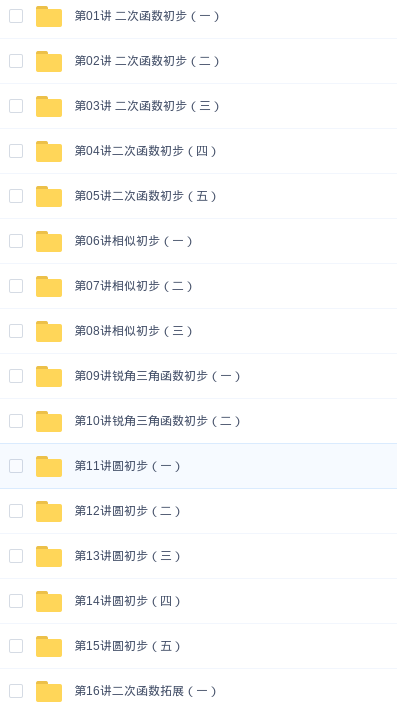 第01讲 二次函数初步（一）
第02讲 二次函数初步（二）
第03讲 二次函数初步（三）
第04讲二次函数初步（四）
第05讲二次函数初步（五）
第06讲相似初步（一）
第07讲相似初步（二）
第08讲相似初步（三）
第09讲锐角三角函数初步（一）
第10讲锐角三角函数初步（二）
第11讲圆初步（一）
第12讲圆初步（二）
第13讲圆初步（三）
第14讲圆初步（四）
第15讲圆初步（五）
第16讲二次函数拓展（一）